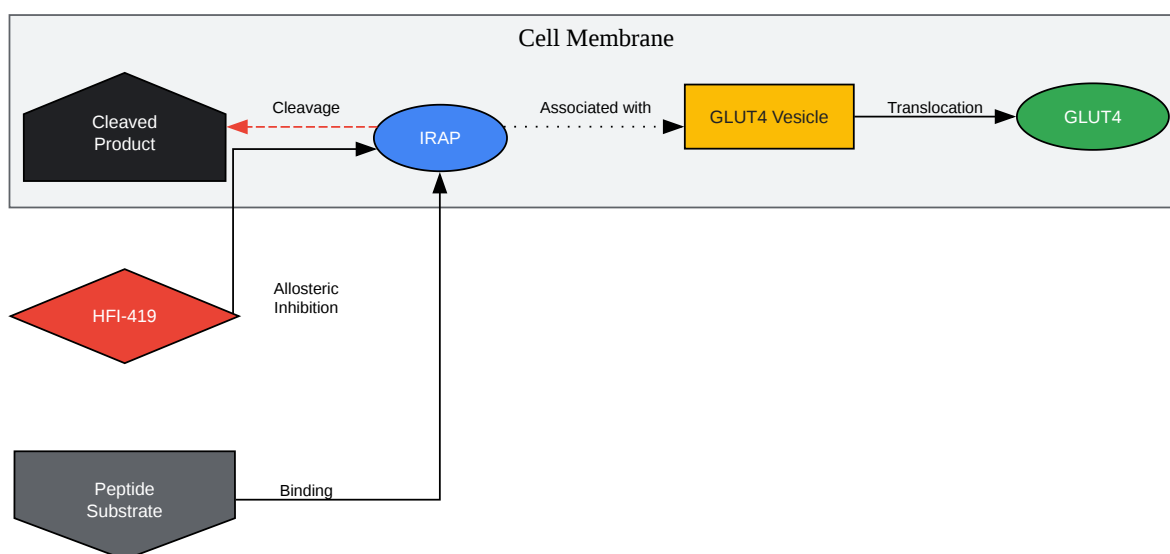 Cell Membrane
Cleaved
Product
Cleavage
IRAP
Associated with
GLUT4 Vesicle
Translocation
GLUT4
HFI-419
Allosteric
Inhibition
Peptide
Substrate
Binding